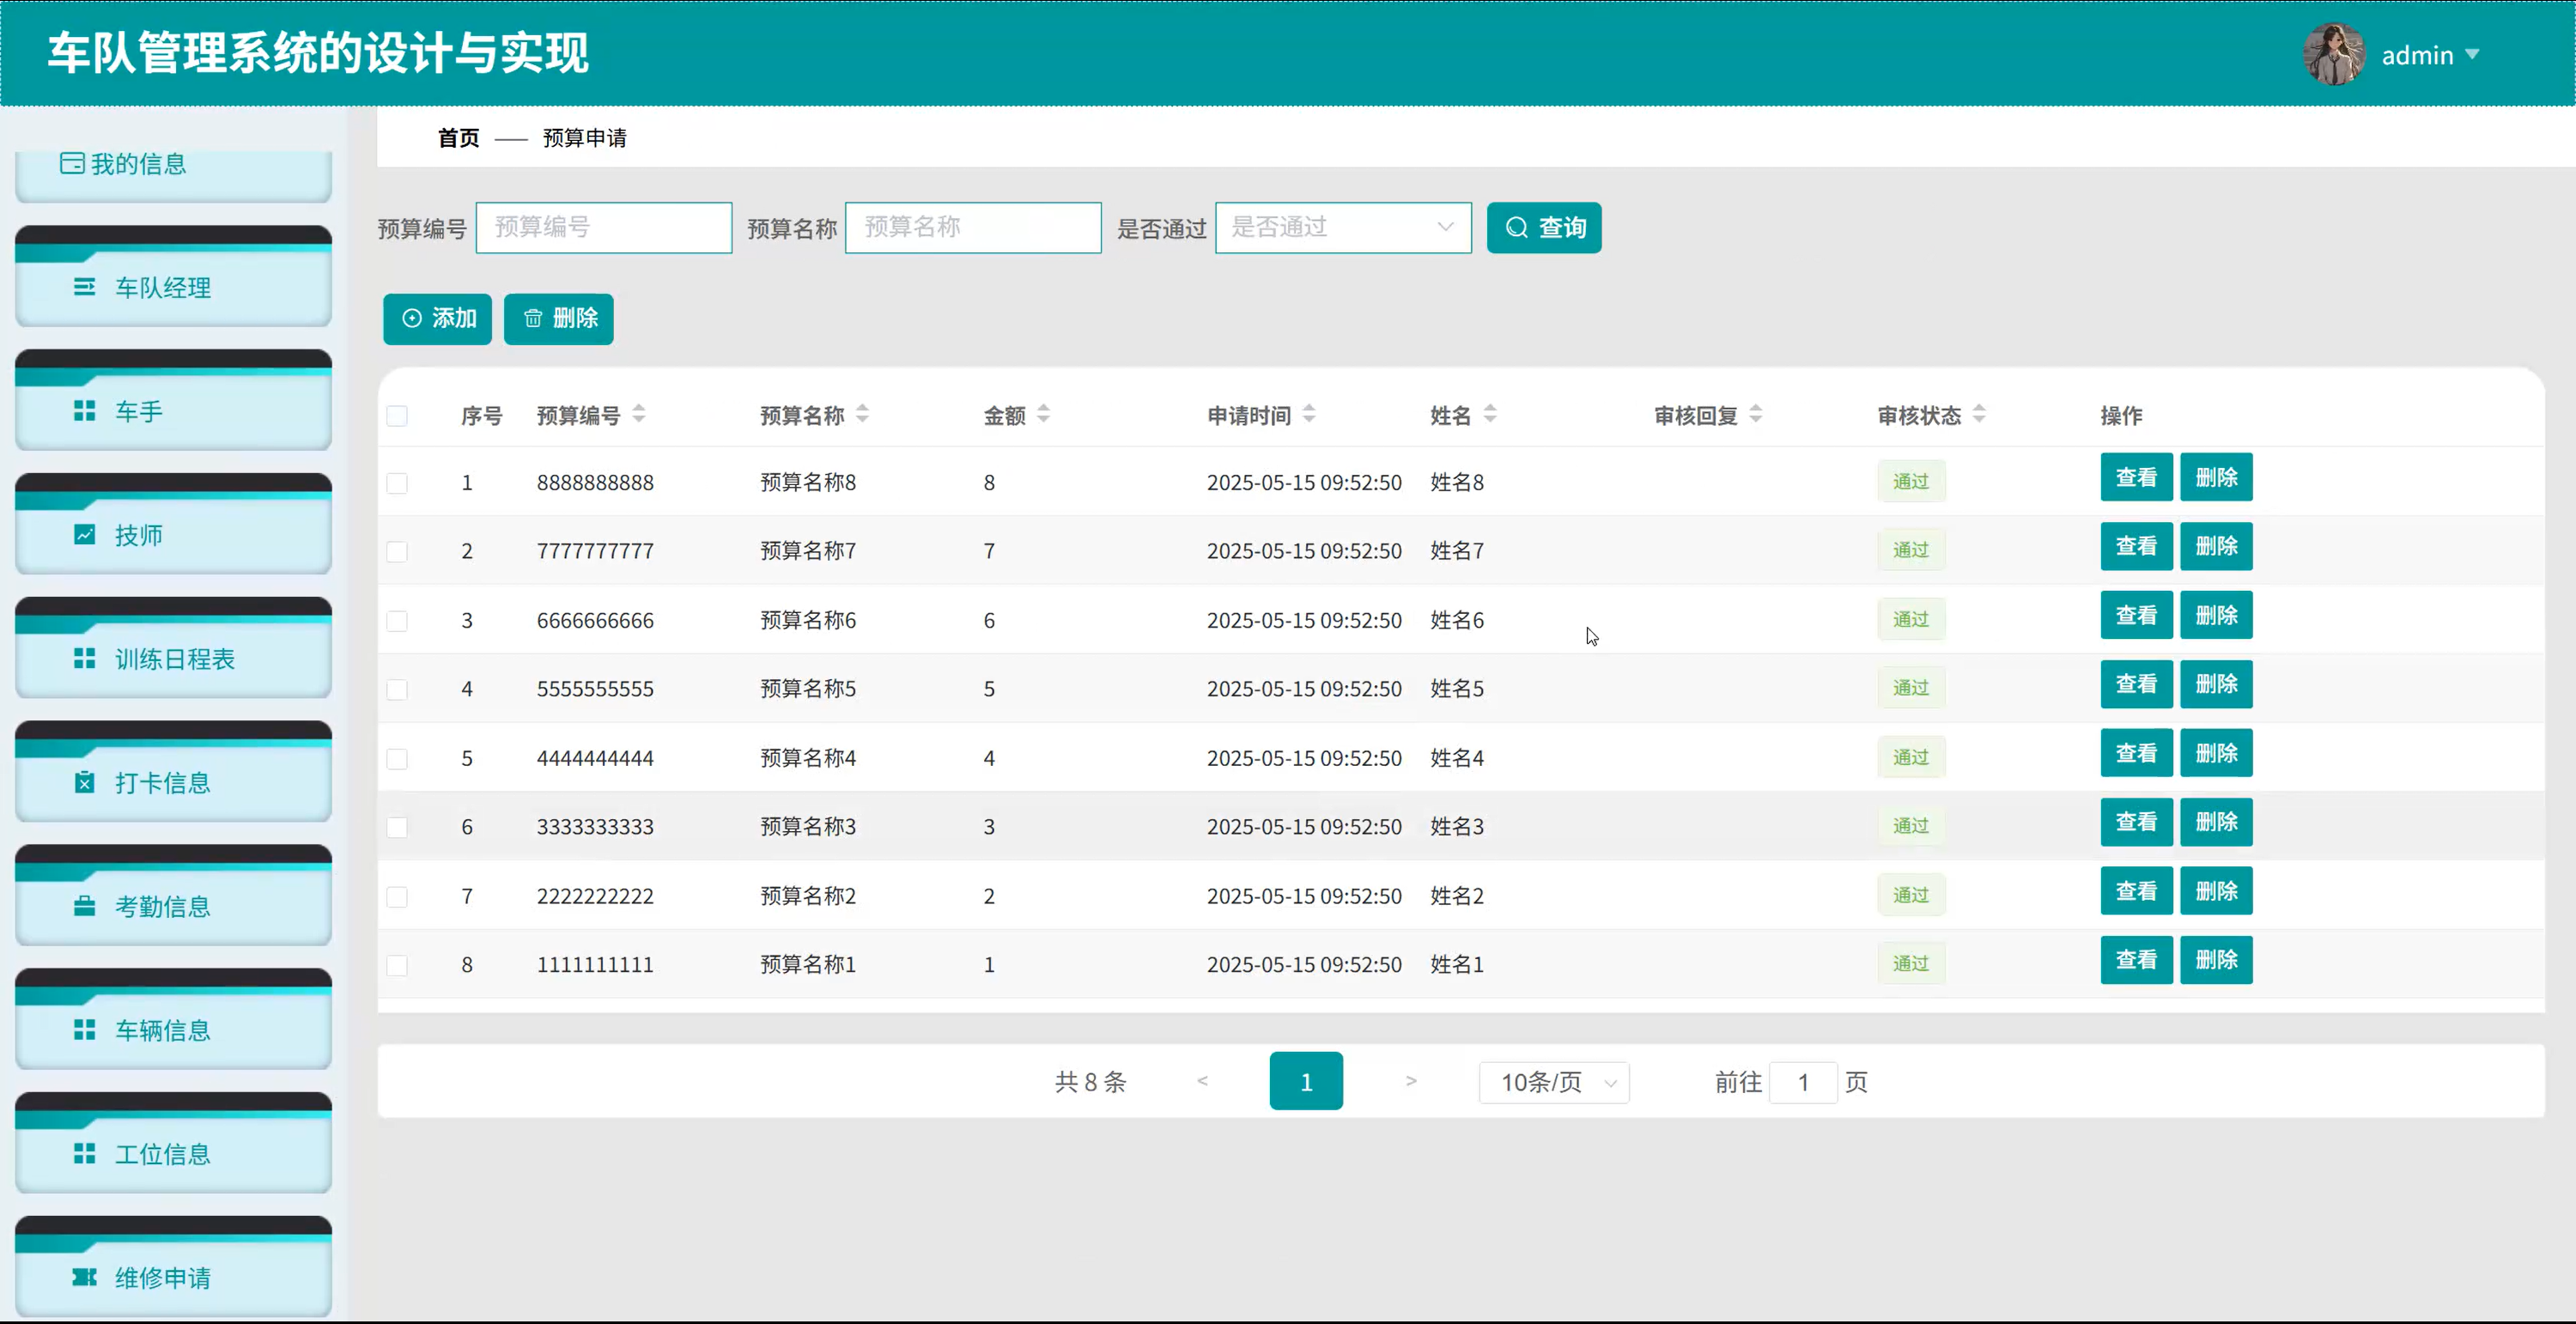 车队管理系统的设计与实现
admin
我的信息
车队经理
车手
技师
训练日程表
打卡信息
考勤信息
车辆信息
工位信息
维修申请
首页 —— 预算申请
预算编号 预算编号 预算名称 预算名称 是否通过 是否通过 查询
添加 删除
序号 预算编号 预算名称 金额 申请时间 姓名 审核回复 审核状态 操作
1 8888888888 预算名称8 8 2025-05-15 09:52:50 姓名8 通过 查看 删除
2 7777777777 预算名称7 7 2025-05-15 09:52:50 姓名7 通过 查看 删除
3 6666666666 预算名称6 6 2025-05-15 09:52:50 姓名6 通过 查看 删除
4 5555555555 预算名称5 5 2025-05-15 09:52:50 姓名5 通过 查看 删除
5 4444444444 预算名称4 4 2025-05-15 09:52:50 姓名4 通过 查看 删除
6 3333333333 预算名称3 3 2025-05-15 09:52:50 姓名3 通过 查看 删除
7 2222222222 预算名称2 2 2025-05-15 09:52:50 姓名2 通过 查看 删除
8 1111111111 预算名称1 1 2025-05-15 09:52:50 姓名1 通过 查看 删除
共 8 条 < 1 > 10条/页 前往 1 页